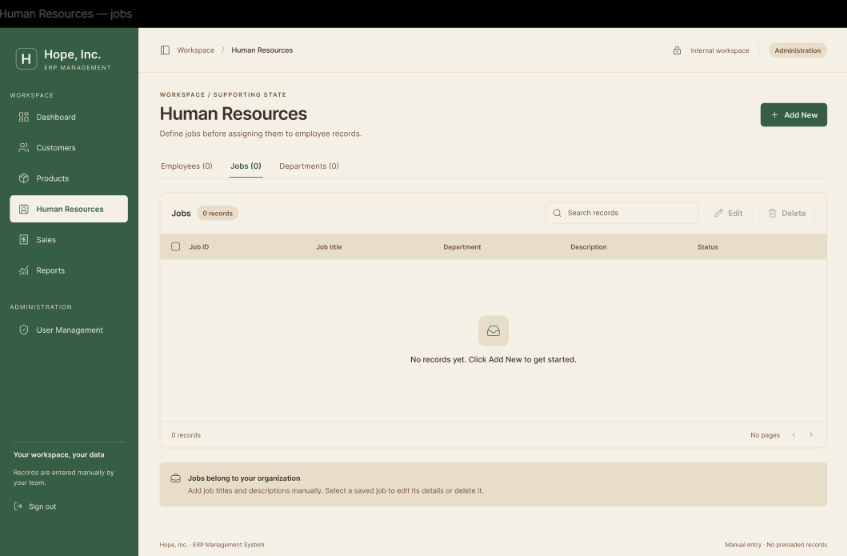 Human Resources — jobs
H
Hope, Inc.
ERP MANAGEMENT
WORKSPACE
Dashboard
Customers
Products
Human Resources
Sales
Reports
ADMINISTRATION
User Management
Your workspace, your data
Records are entered manually by
your team.
Sign out
Workspace / Human Resources
Internal workspace
Administration
WORKSPACE / SUPPORTING STATE
Human Resources
Define jobs before assigning them to employee records.
+ Add New
Employees (0) Jobs (0) Departments (0)
Jobs 0 records
Search records
Edit
Delete
Job ID Job title Department Description Status
No records yet. Click Add New to get started.
0 records
No pages
Jobs belong to your organization
Add job titles and descriptions manually. Select a saved job to edit its details or delete it.
Hope, Inc. · ERP Management System
Manual entry · No preloaded records